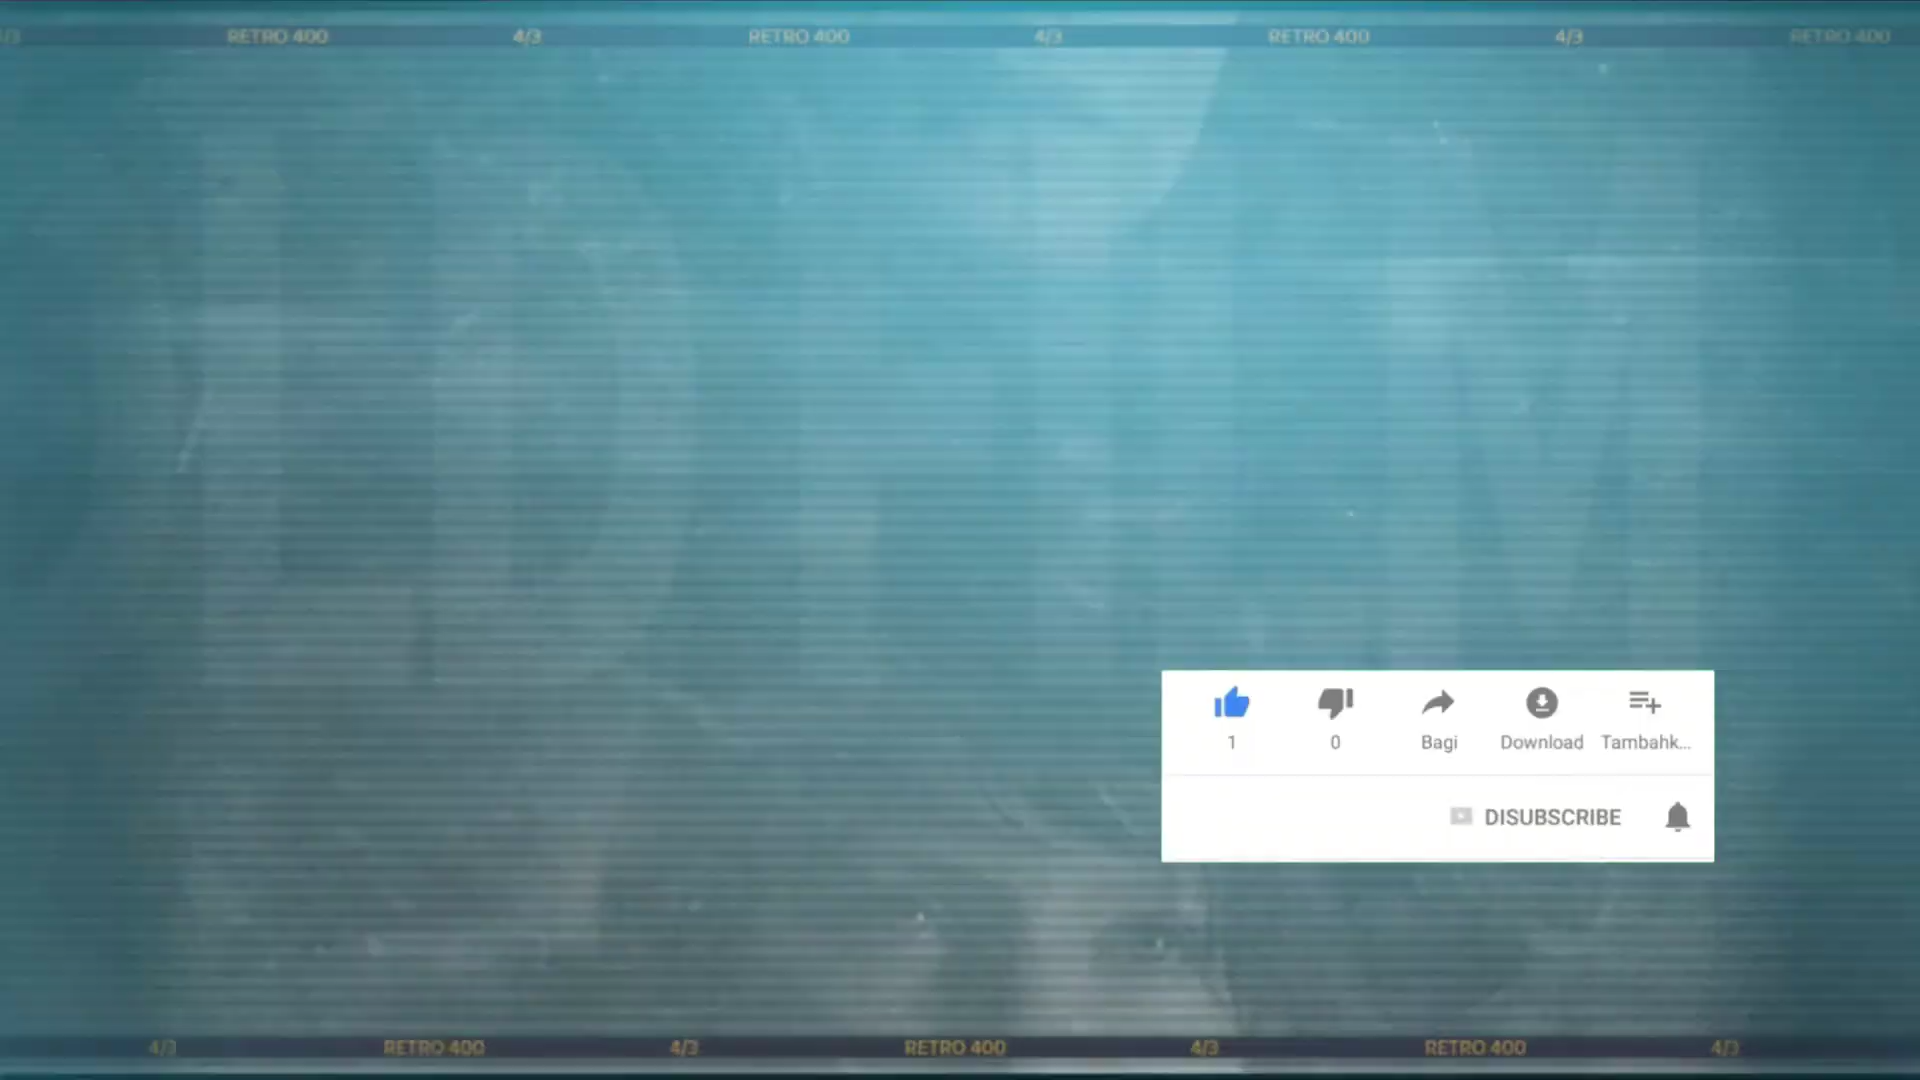 RETRO 400 4/3 RETRO 400 4/3 RETRO 400 4/3 RETRO 400
1 0 Bagi Download Tambahk...
DISUBSCRIBE
4/3 RETRO 400 4/3 RETRO 400 4/3 RETRO 400 4/3